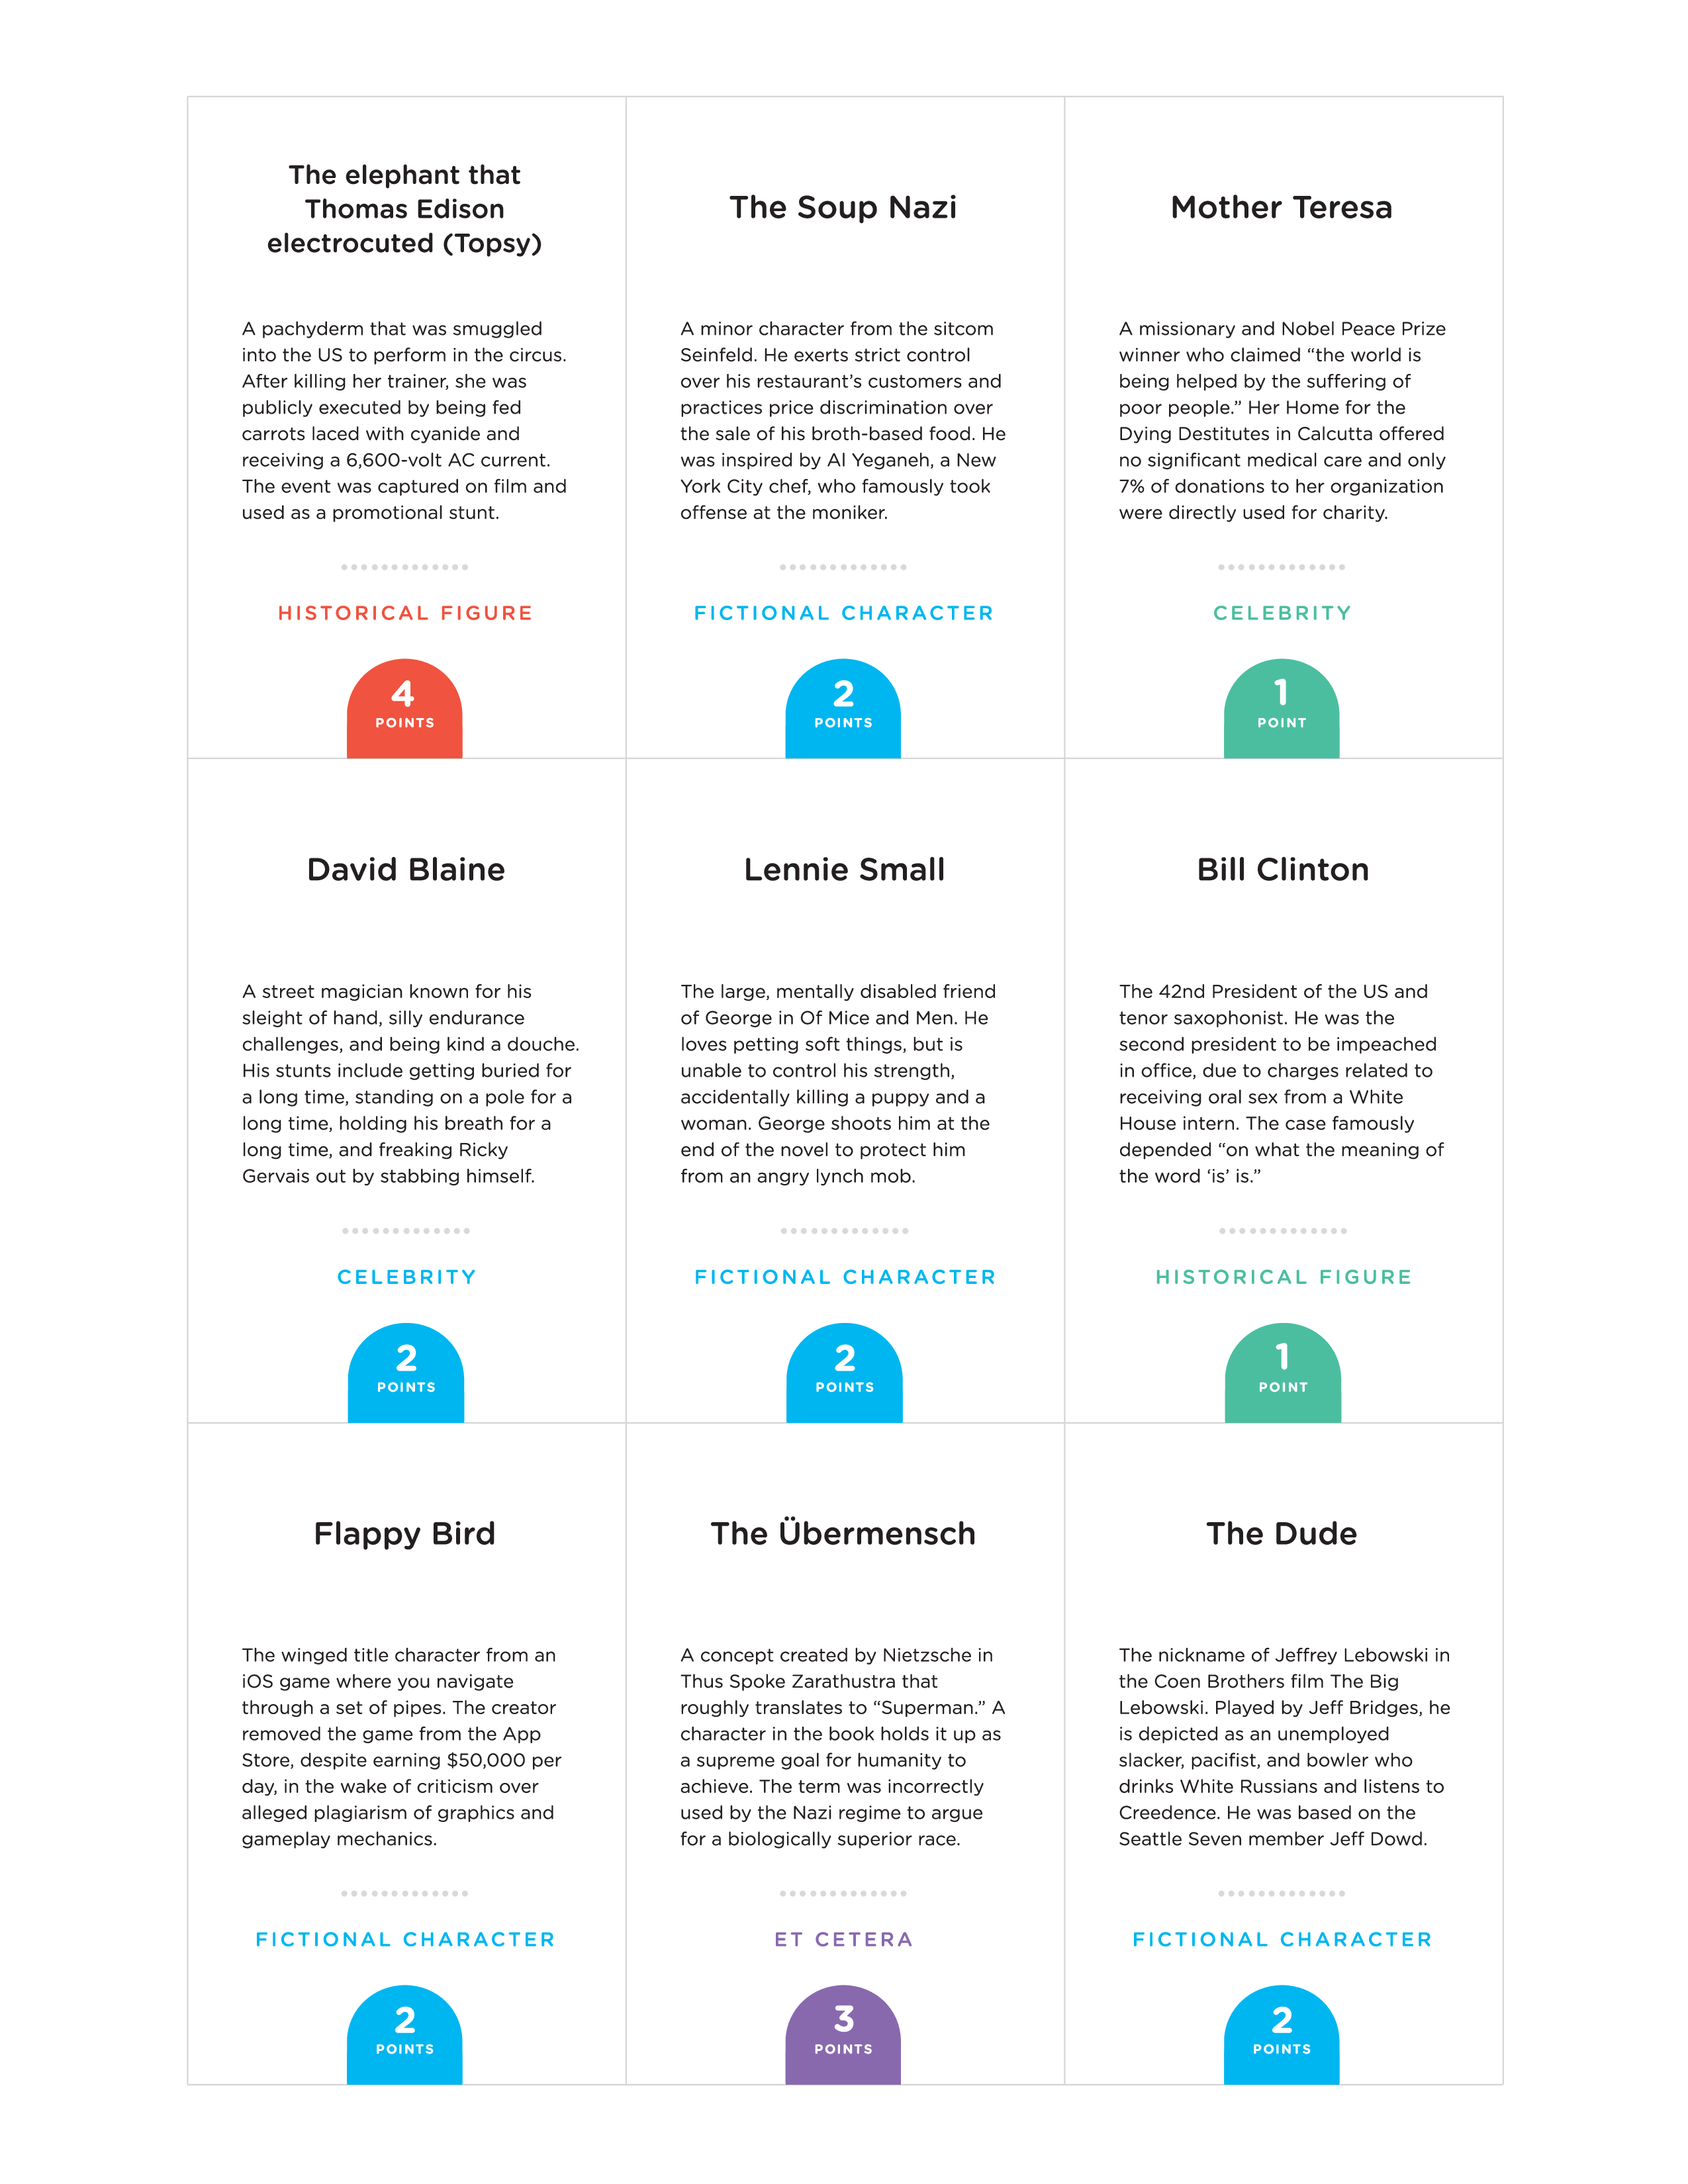 The elephant that
Thomas Edison
electrocuted (Topsy)
A pachyderm that was smuggled
into the US to perform in the circus.
After killing her trainer, she was
publicly executed by being fed
carrots laced with cyanide and
receiving a 6,600-volt AC current.
The event was captured on film and
used as a promotional stunt.
HISTORICAL FIGURE
4
POINTS
The Soup Nazi
A minor character from the sitcom
Seinfeld. He exerts strict control
over his restaurant’s customers and
practices price discrimination over
the sale of his broth-based food. He
was inspired by Al Yeganeh, a New
York City chef, who famously took
offense at the moniker.
FICTIONAL CHARACTER
2
POINTS
Mother Teresa
A missionary and Nobel Peace Prize
winner who claimed “the world is
being helped by the suffering of
poor people.” Her Home for the
Dying Destitutes in Calcutta offered
no significant medical care and only
7% of donations to her organization
were directly used for charity.
CELEBRITY
1
POINT
David Blaine
A street magician known for his
sleight of hand, silly endurance
challenges, and being kind a douche.
His stunts include getting buried for
a long time, standing on a pole for a
long time, holding his breath for a
long time, and freaking Ricky
Gervais out by stabbing himself.
CELEBRITY
2
POINTS
Lennie Small
The large, mentally disabled friend
of George in Of Mice and Men. He
loves petting soft things, but is
unable to control his strength,
accidentally killing a puppy and a
woman. George shoots him at the
end of the novel to protect him
from an angry lynch mob.
FICTIONAL CHARACTER
2
POINTS
Bill Clinton
The 42nd President of the US and
tenor saxophonist. He was the
second president to be impeached
in office, due to charges related to
receiving oral sex from a White
House intern. The case famously
depended “on what the meaning of
the word ‘is’ is.”
HISTORICAL FIGURE
1
POINT
Flappy Bird
The winged title character from an
iOS game where you navigate
through a set of pipes. The creator
removed the game from the App
Store, despite earning $50,000 per
day, in the wake of criticism over
alleged plagiarism of graphics and
gameplay mechanics.
FICTIONAL CHARACTER
2
POINTS
The Übermensch
A concept created by Nietzsche in
Thus Spoke Zarathustra that
roughly translates to “Superman.” A
character in the book holds it up as
a supreme goal for humanity to
achieve. The term was incorrectly
used by the Nazi regime to argue
for a biologically superior race.
ET CETERA
3
POINTS
The Dude
The nickname of Jeffrey Lebowski in
the Coen Brothers film The Big
Lebowski. Played by Jeff Bridges, he
is depicted as an unemployed
slacker, pacifist, and bowler who
drinks White Russians and listens to
Creedence. He was based on the
Seattle Seven member Jeff Dowd.
FICTIONAL CHARACTER
2
POINTS